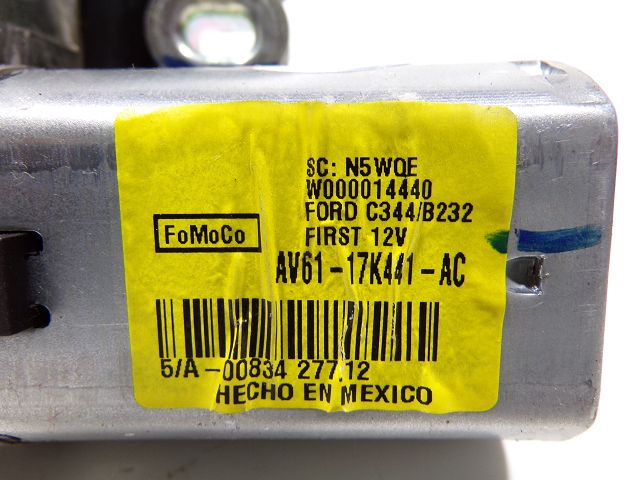 SC: N5WQE
W000014440
FORD C344/B232
FoMoCo
FIRST 12V
AV61-17K441-AC
5/A-00834 277.12
HECHO EN MEXICO